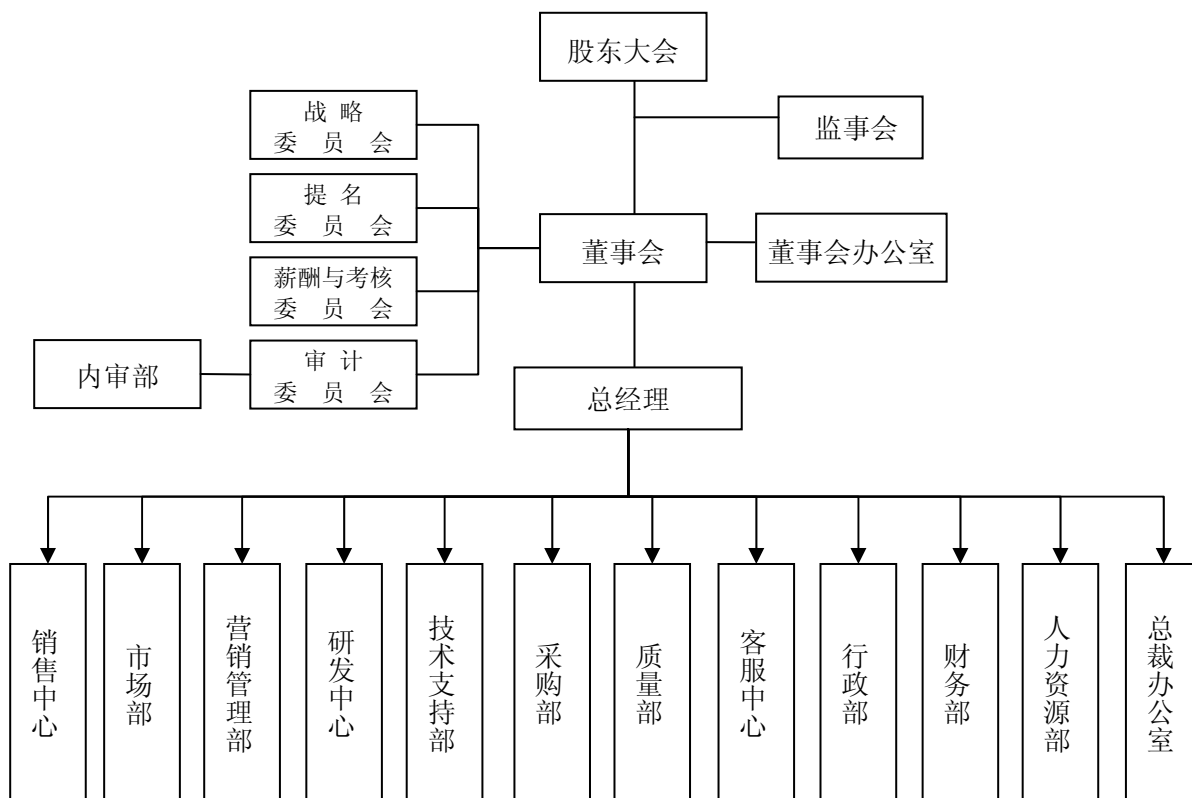 股东大会
战 略
委 员 会
监事会
提 名
委 员 会
董事会
董事会办公室
薪酬与考核
委 员 会
内审部
审 计
委 员 会
总经理
销售中心
市场部
营销管理部
研发中心
技术支持部
采购部
质量部
客服中心
行政部
财务部
人力资源部
总裁办公室